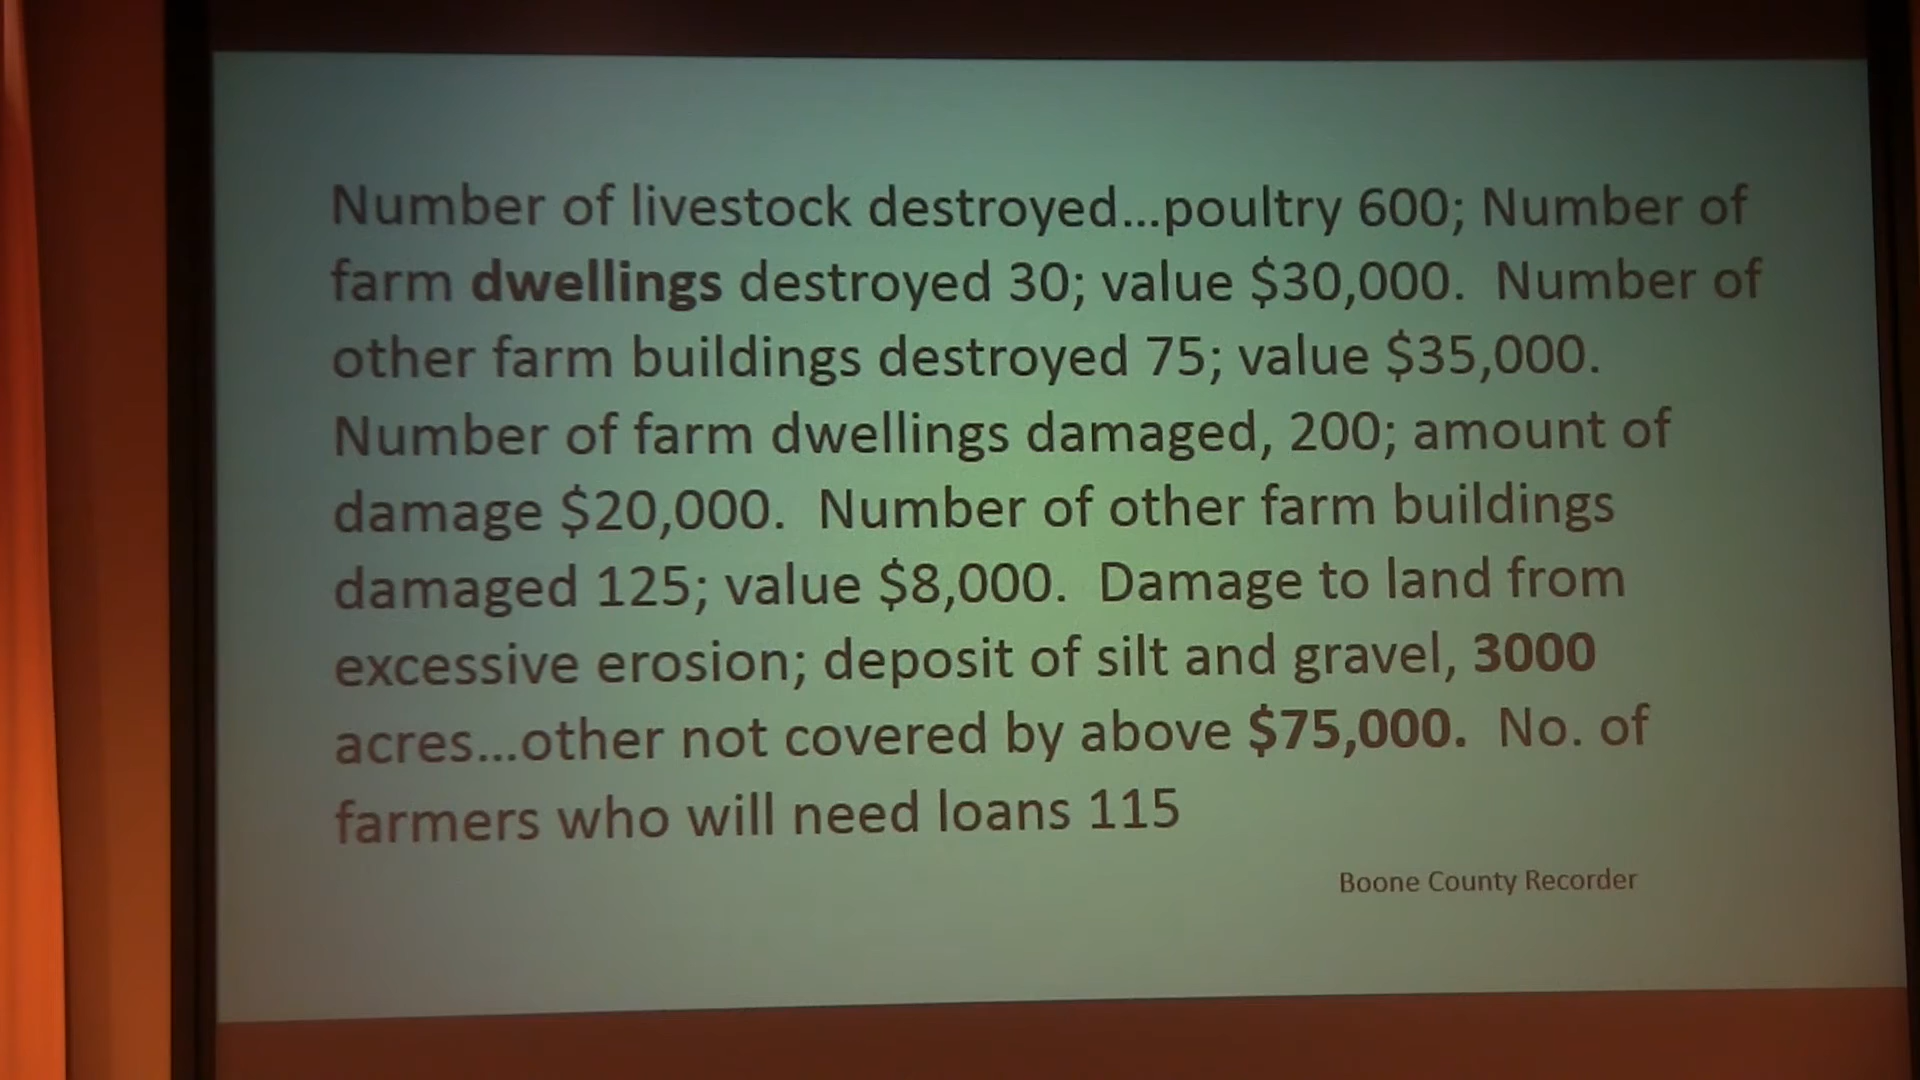 Number of livestock destroyed...poultry 600; Number of
farm dwellings destroyed 30; value $30,000.  Number of
other farm buildings destroyed 75; value $35,000.
Number of farm dwellings damaged, 200; amount of
damage $20,000.  Number of other farm buildings
damaged 125; value $8,000.  Damage to land from
excessive erosion; deposit of silt and gravel, 3000
acres...other not covered by above $75,000.  No. of
farmers who will need loans 115
Boone County Recorder